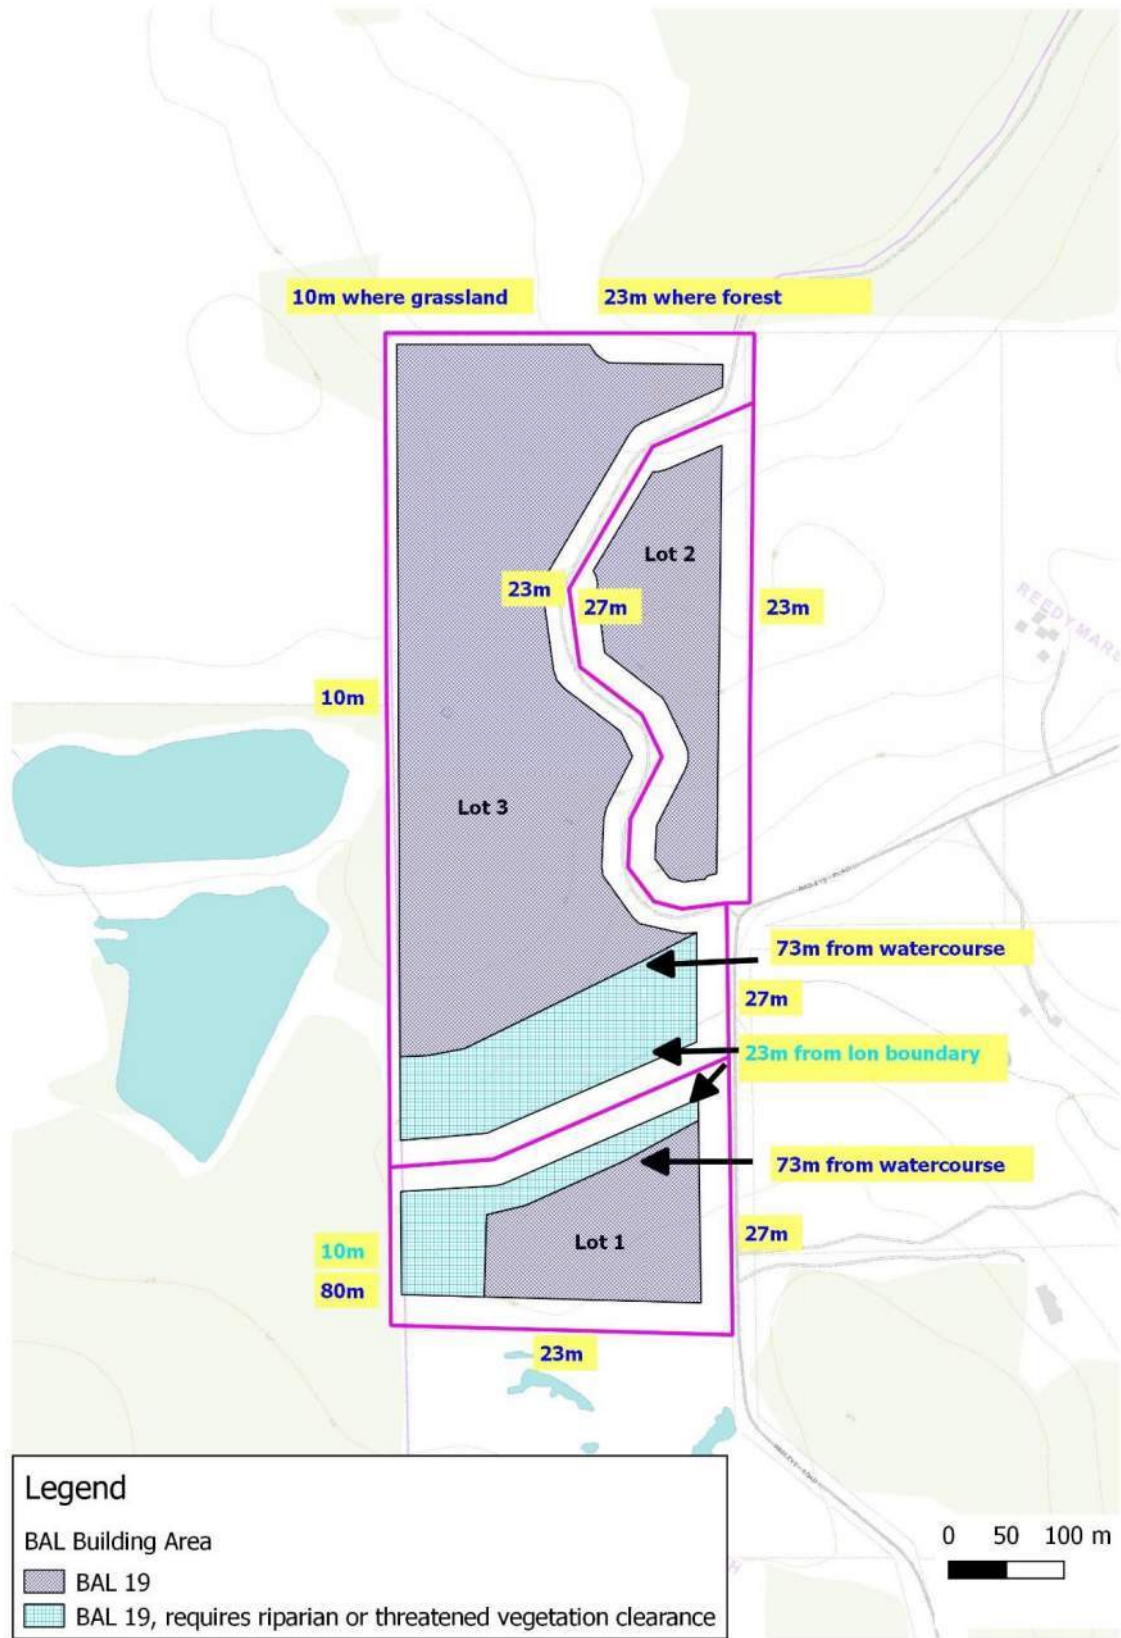 10m where grassland
23m where forest
Lot 2
23m
27m
23m
REEDYMARS
10m
Lot 3
73m from watercourse
27m
23m from lon boundary
73m from watercourse
Lot 1
27m
10m
80m
23m
Legend
BAL Building Area
BAL 19
BAL 19, requires riparian or threatened vegetation clearance
0 50 100 m